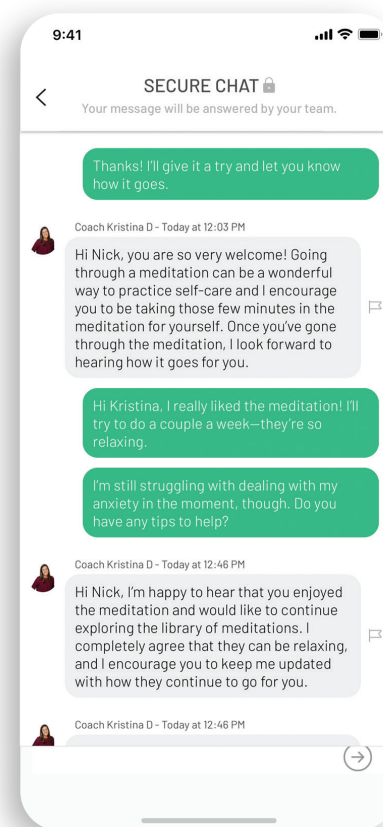 9:41
SECURE CHAT
Your message will be answered by your team.
Thanks! I'll give it a try and let you know
how it goes.
Coach Kristina D - Today at 12:03 PM
Hi Nick, you are so very welcome! Going
through a meditation can be a wonderful
way to practice self-care and I encourage
you to be taking those few minutes in the
meditation for yourself. Once you've gone
through the meditation, I look forward to
hearing how it goes for you.
Hi Kristina, I really liked the meditation! I'll
try to do a couple a week—they're so
relaxing.
I'm still struggling with dealing with my
anxiety in the moment, though. Do you
have any tips to help?
Coach Kristina D - Today at 12:46 PM
Hi Nick, I'm happy to hear that you enjoyed
the meditation and would like to continue
exploring the library of meditations. I
completely agree that they can be relaxing,
and I encourage you to keep me updated
with how they continue to go for you.
Coach Kristina D - Today at 12:46 PM